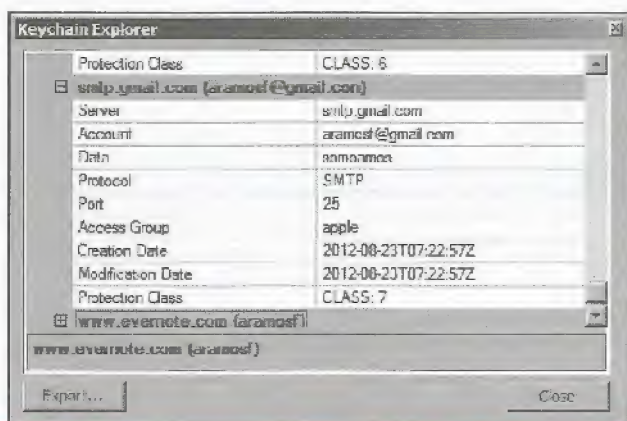 Keychain Explorer
Protection Class CLASS: 6
smtp.gmail.com (aramosf@gmail.com)
Server smtp.gmail.com
Account aramosf@gmail.com
Data
Protocol SMTP
Port 25
Access Group apple
Creation Date 2012-08-23T07:22:57Z
Modification Date 2012-08-23T07:22:57Z
Protection Class CLASS: 7
www.evernote.com (aramosf)
www.evernote.com (aramosf)
Export...
Close